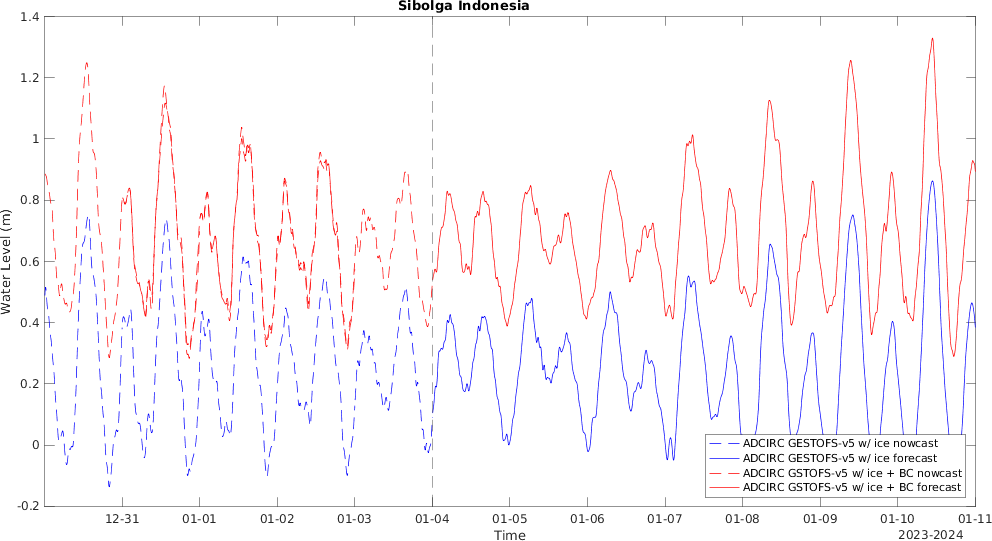 Sibolga Indonesia
1.4
1.2
1
0.8
0.6
0.4
0.2
0
-0.2
Water Level (m)
ADCIRC GESTOFS-v5 w/ ice nowcast
ADCIRC GESTOFS-v5 w/ ice forecast
ADCIRC GSTOFS-v5 w/ ice + BC nowcast
ADCIRC GSTOFS-v5 w/ ice + BC forecast
12-31 01-01 01-02 01-03 01-04 01-05 01-06 01-07 01-08 01-09 01-10 01-11
Time
2023-2024